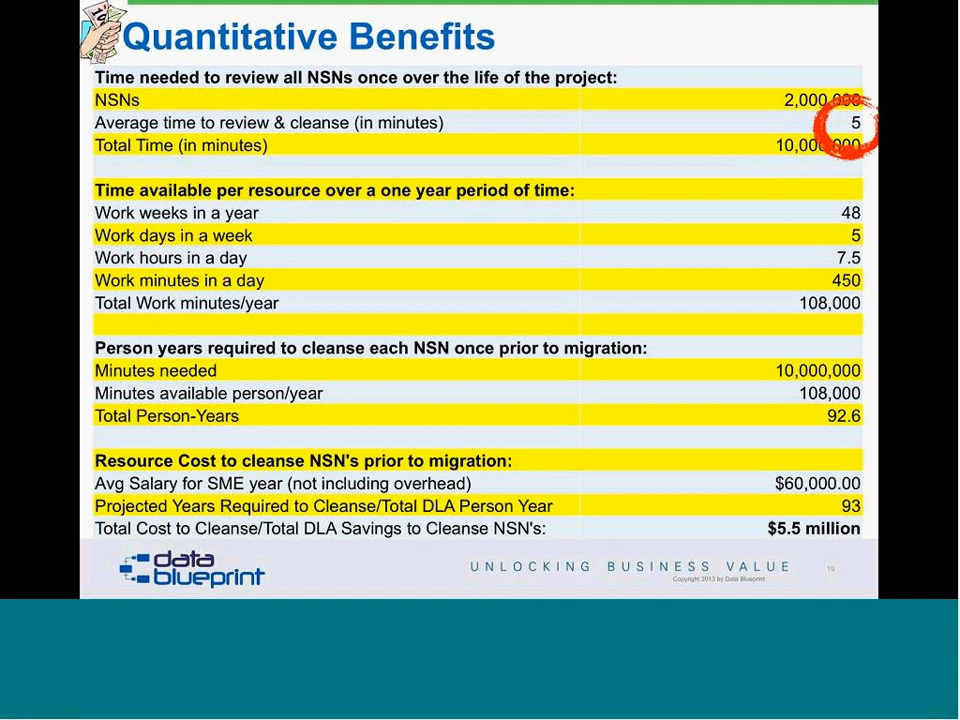 Quantitative Benefits
Time needed to review all NSNs once over the life of the project:
NSNs 2,000,000
Average time to review & cleanse (in minutes) 5
Total Time (in minutes) 10,000,000
Time available per resource over a one year period of time:
Work weeks in a year 48
Work days in a week 5
Work hours in a day 7.5
Work minutes in a day 450
Total Work minutes/year 108,000
Person years required to cleanse each NSN once prior to migration:
Minutes needed 10,000,000
Minutes available person/year 108,000
Total Person-Years 92.6
Resource Cost to cleanse NSN's prior to migration:
Avg Salary for SME year (not including overhead) $60,000.00
Projected Years Required to Cleanse/Total DLA Person Year 93
Total Cost to Cleanse/Total DLA Savings to Cleanse NSN's: $5.5 million
data blueprint
UNLOCKING BUSINESS VALUE
Copyright 2013 by Data Blueprint
19